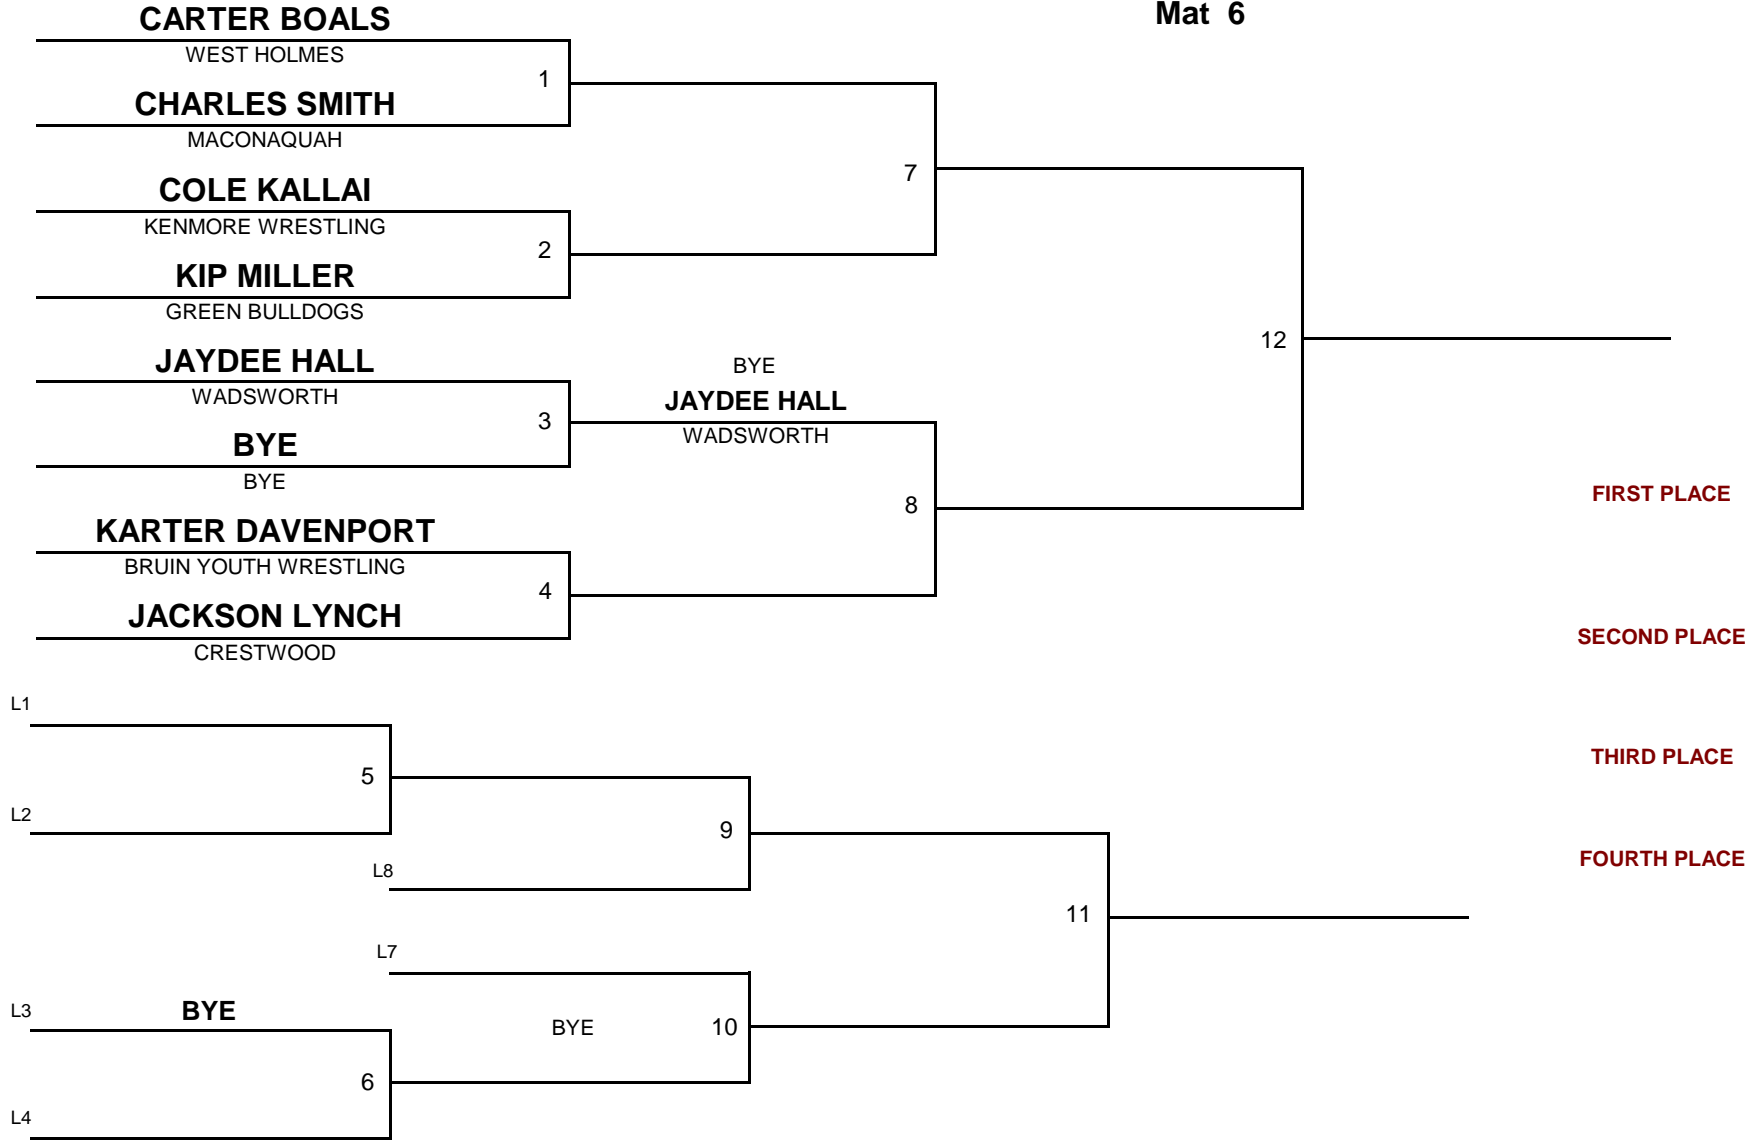 Mat 6
CARTER BOALS
WEST HOLMES
1
CHARLES SMITH
MACONAQUAH
7
COLE KALLAI
KENMORE WRESTLING
2
KIP MILLER
GREEN BULLDOGS
12
JAYDEE HALL
WADSWORTH
BYE
JAYDEE HALL
WADSWORTH
3
BYE
BYE
8
FIRST PLACE
KARTER DAVENPORT
BRUIN YOUTH WRESTLING
4
JACKSON LYNCH
CRESTWOOD
SECOND PLACE
L1
5
THIRD PLACE
L2
9
L8
FOURTH PLACE
11
L7
L3
BYE
BYE
10
6
L4